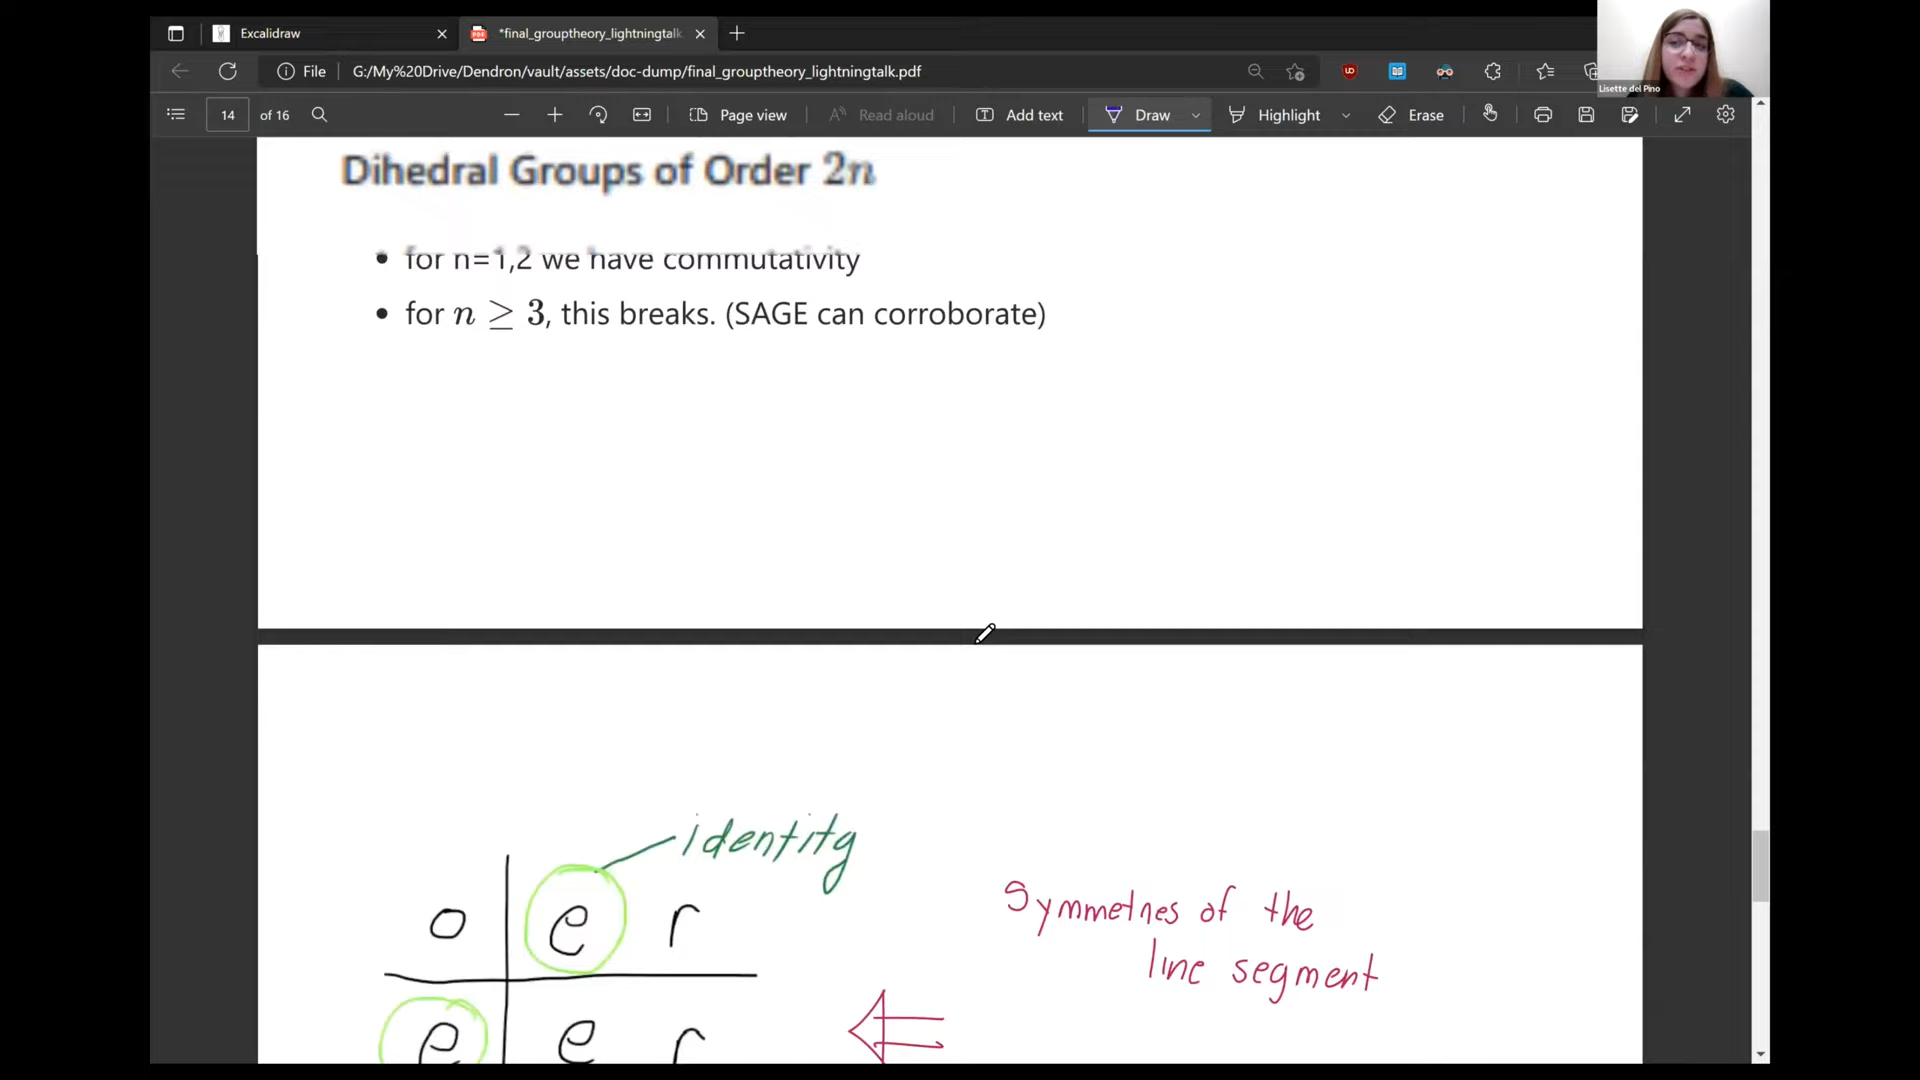 Excalidraw
*final_grouptheory_lightningtalk
File
G:/My%20Drive/Dendron/vault/assets/doc-dump/final_grouptheory_lightningtalk.pdf
Lisette del Pino
14 of 16
Page view
Read aloud
Add text
Draw
Highlight
Erase
Dihedral Groups of Order 2n
• for n=1,2 we have commutativity
• for n ≥ 3, this breaks. (SAGE can corroborate)
identity
o e r
e e r
Symmetries of the
line segment